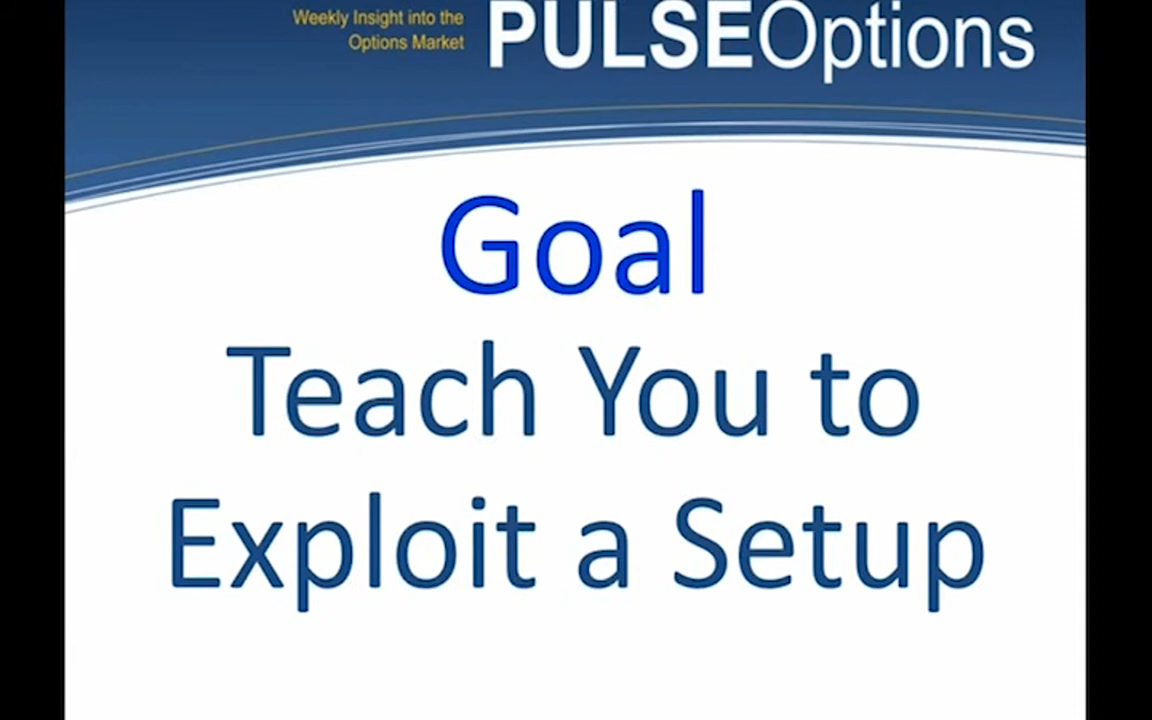 Weekly Insight into the
Options Market
PULSEOptions
Goal
Teach You to
Exploit a Setup